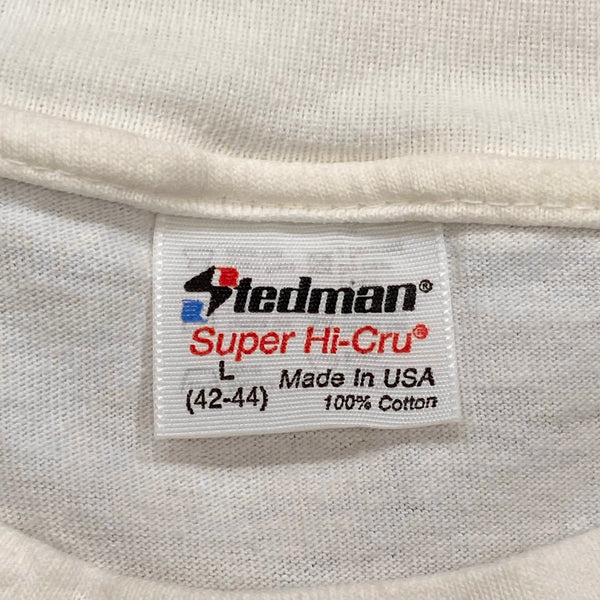 Stedman®
Super Hi-Cru®
L
Made In USA
(42-44)
100% Cotton